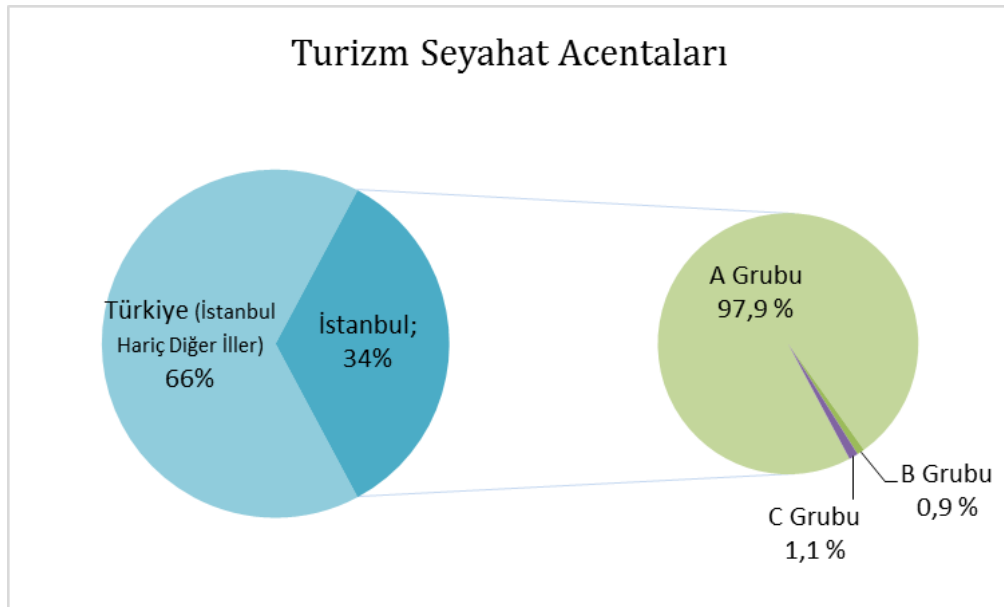 Turizm Seyahat Acentaları
Türkiye (İstanbul
Hariç Diğer İller)
66%
İstanbul;
34%
A Grubu
97,9 %
B Grubu
0,9 %
C Grubu
1,1 %